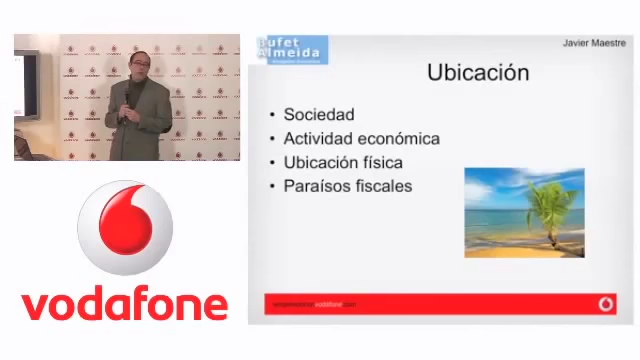 Bufet
Almeida
Javier Maestre
Ubicación
• Sociedad
• Actividad económica
• Ubicación física
• Paraísos fiscales
vodafone